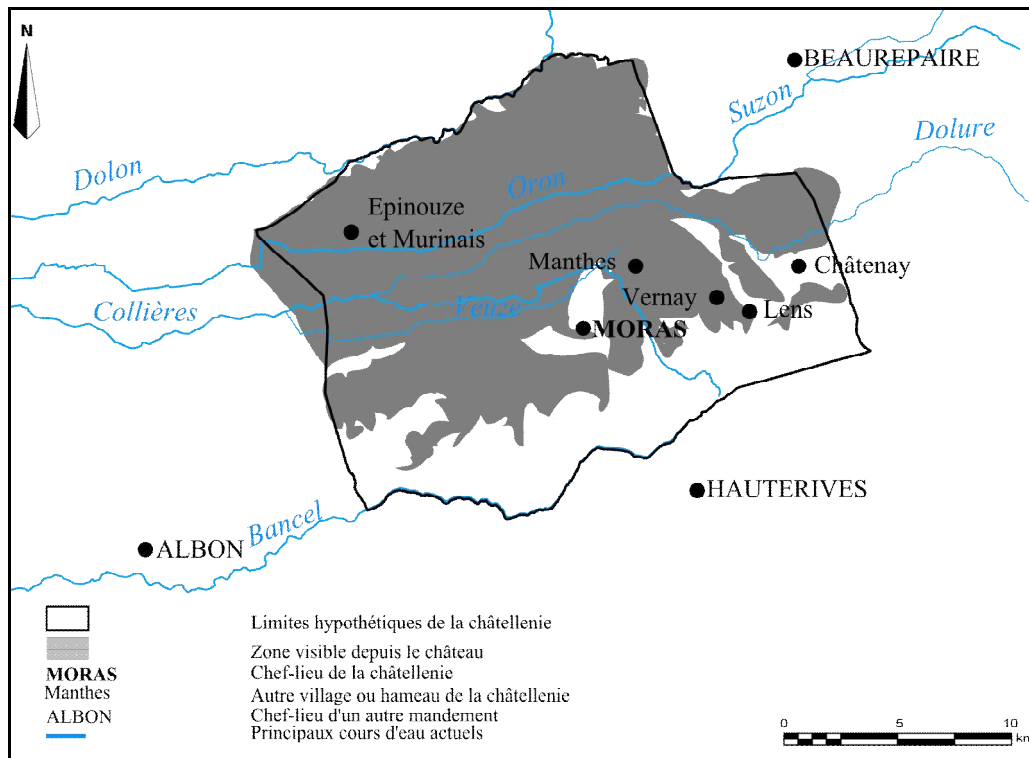 N
BEAUREPAIRE
Suzon
Dolure
Dolon
Oron
Epinouze
et Murinais
Manthes
Châtenay
Collières
Veuze
Vernay
Lens
MORAS
HAUTERIVES
Bancel
ALBON
Limites hypothétiques de la châtellenie
Zone visible depuis le château
MORAS Chef-lieu de la châtellenie
Manthes Autre village ou hameau de la châtellenie
ALBON Chef-lieu d'un autre mandement
Principaux cours d'eau actuels
0 5 10
km